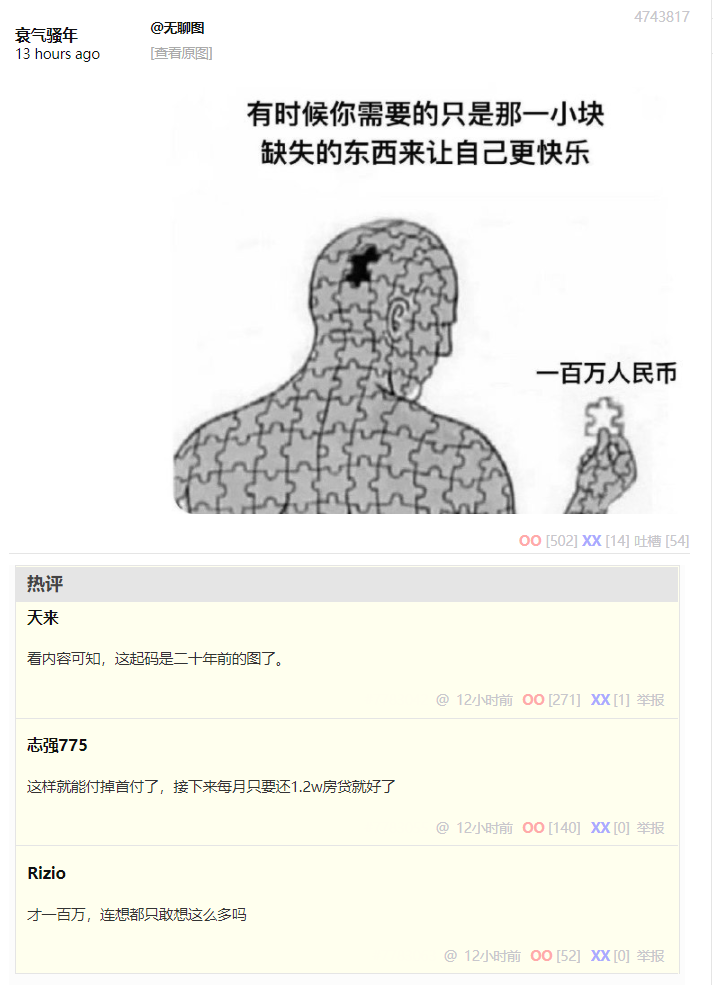 4743817
衰气骚年
@无聊图
13 hours ago
[查看原图]
有时候你需要的只是那一小块
缺失的东西来让自己更快乐
一百万人民币
OO [502] XX [14] 吐槽 [54]
热评
天来
看内容可知，这起码是二十年前的图了。
@ 12小时前 OO [271] XX [1] 举报
志强775
这样就能付掉首付了，接下来每月只要还1.2w房贷就好了
@ 12小时前 OO [140] XX [0] 举报
Rizio
才一百万，连想都只敢想这么多吗
@ 12小时前 OO [52] XX [0] 举报